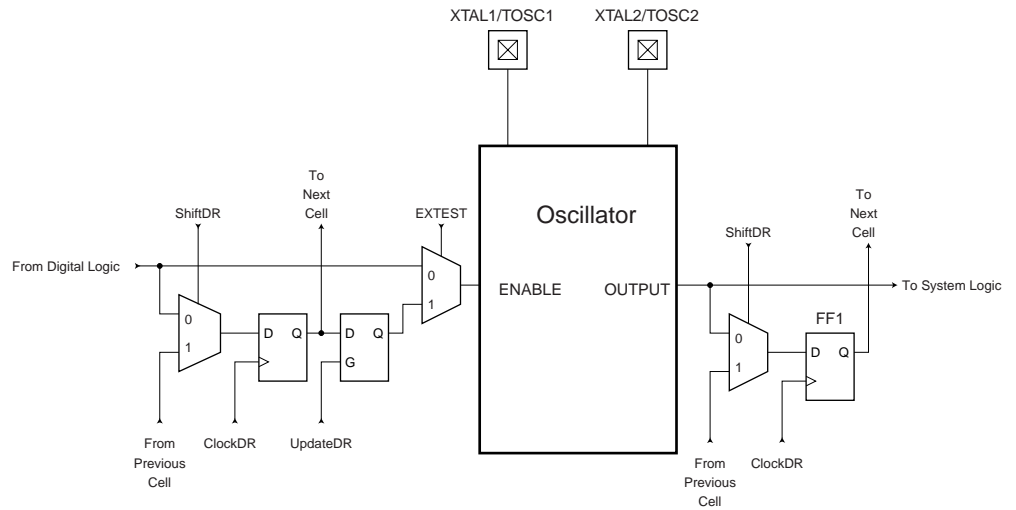 XTAL1/TOSC1
XTAL2/TOSC2
To
Next
Cell
ShiftDR
EXTEST
Oscillator
To
Next
Cell
ShiftDR
From Digital Logic
0
1
ENABLE
OUTPUT
To System Logic
FF1
0
1
D
Q
D
Q
G
0
1
D
Q
From
Previous
Cell
ClockDR
UpdateDR
From
Previous
Cell
ClockDR